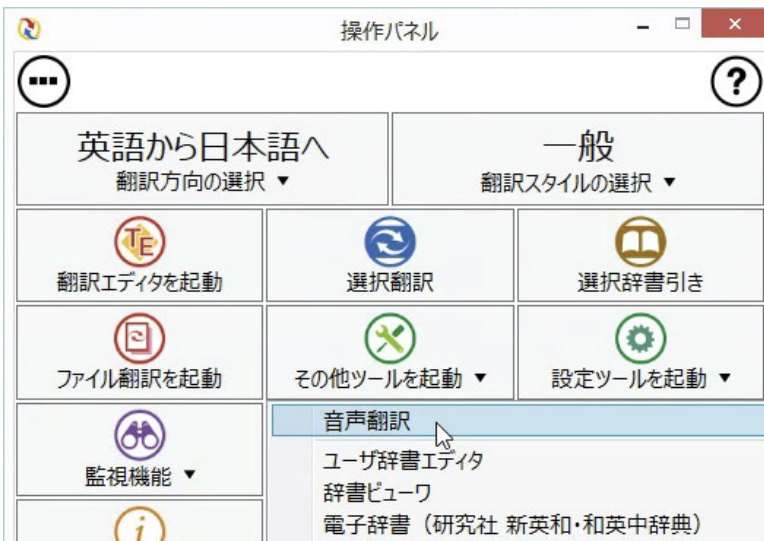 操作パネル
英語から日本語へ
翻訳方向の選択 ▼
一般
翻訳スタイルの選択 ▼
TE
翻訳エディタを起動
選択翻訳
選択辞書引き
ファイル翻訳を起動
その他ツールを起動 ▼
設定ツールを起動 ▼
監視機能 ▼
音声翻訳
ユーザ辞書エディタ
辞書ビューワ
電子辞書（研究社 新英和・和英中辞典）